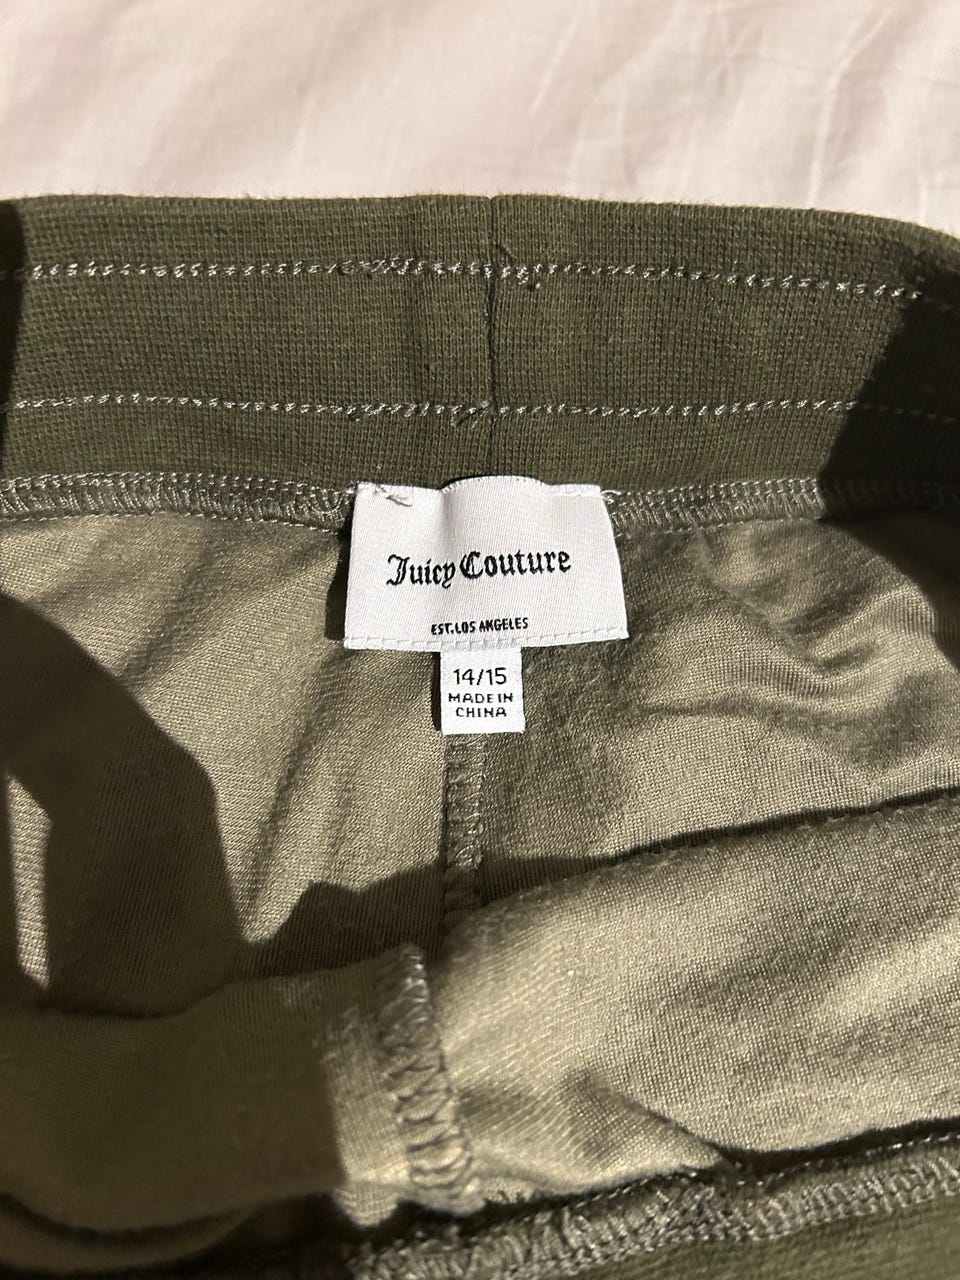 Juicy Couture
EST.LOS ANGELES
14/15
MADE IN
CHINA